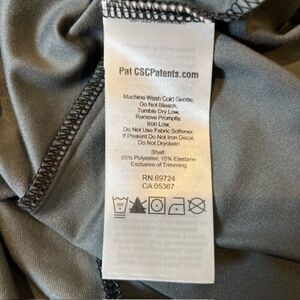 Pat CSCPatents.com
Machine Wash Cold Gentle,
Do Not Bleach,
Tumble Dry Low,
Remove Promptly,
Iron Low,
Do Not Use Fabric Softener.
If Present Do Not Iron Decal,
Do Not Dryclean
Shell:
85% Polyester, 15% Elastane
Exclusive of Trimming
RN 69724
CA 05367